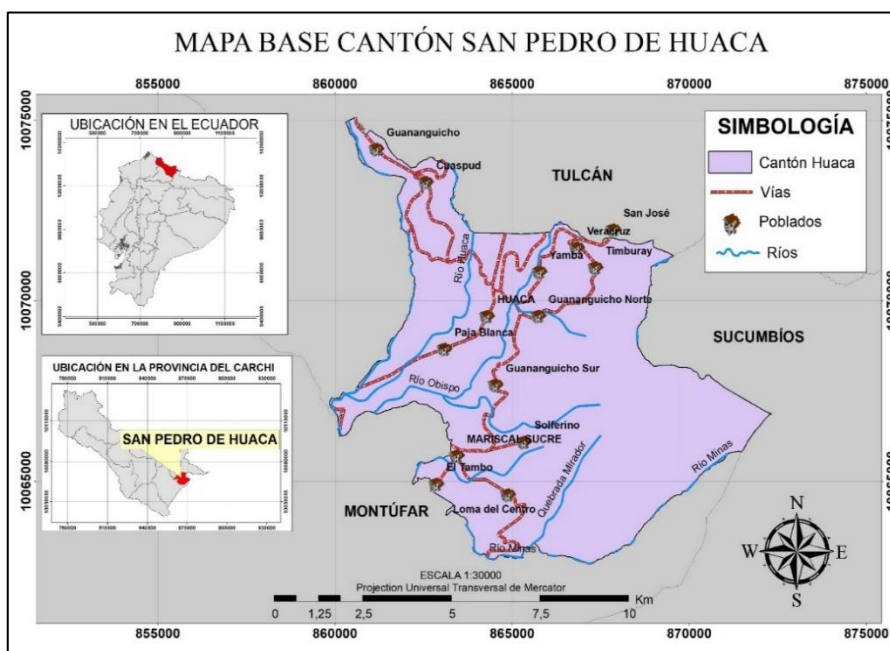 MAPA BASE CANTÓN SAN PEDRO DE HUACA
855000 860000 865000 870000 875000
10075000
10070000
10065000
UBICACIÓN EN EL ECUADOR
UBICACIÓN EN LA PROVINCIA DEL CARCHI
SAN PEDRO DE HUACA
SIMBOLOGÍA
Cantón Huaca
Vías
Poblados
Ríos
Guananguicho
Cuaspud
TULCÁN
San José
Veracruz
Timburay
Yamba
Río Huaca
HUACA
Guananguicho Norte
Paja Blanca
SUCUMBÍOS
Guananguicho Sur
Río Obispo
Solferino
MARISCAL SUCRE
El Tambo
Quebrada Mirador
Río Minas
MONTÚFAR
Loma del Centro
Río Minas
N
W E
S
ESCALA 1:30000
Projection Universal Transversal de Mercator
Km
0 1,25 2,5 5 7,5 10
855000 860000 865000 870000 875000